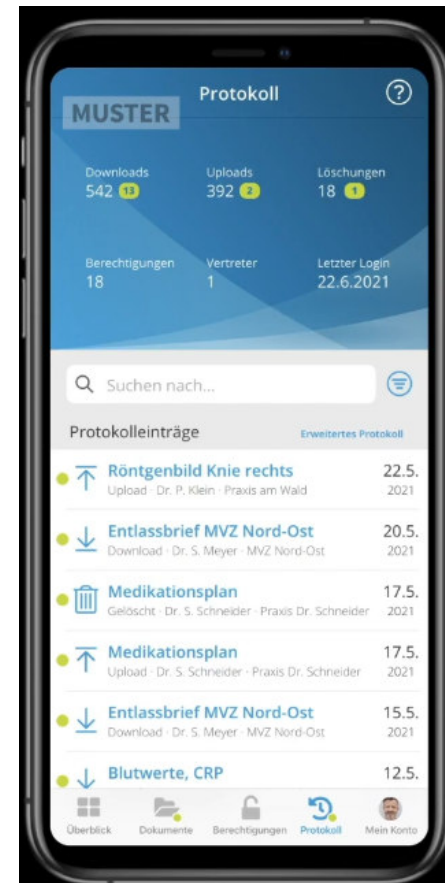 Protokoll
?
MUSTER
Downloads Uploads Löschungen
542 13 392 2 18 1
Berechtigungen Vertreter Letzter Login
18 1 22.6.2021
Suchen nach...
Protokolleinträge Erweitertes Protokoll
Röntgenbild Knie rechts 22.5.
Upload · Dr. P. Klein · Praxis am Wald 2021
Entlassbrief MVZ Nord-Ost 20.5.
Download · Dr. S. Meyer · MVZ Nord-Ost 2021
Medikationsplan 17.5.
Gelöscht · Dr. S. Schneider · Praxis Dr. Schneider 2021
Medikationsplan 17.5.
Upload · Dr. S. Schneider · Praxis Dr. Schneider 2021
Entlassbrief MVZ Nord-Ost 15.5.
Download · Dr. S. Meyer · MVZ Nord-Ost 2021
Blutwerte, CRP 12.5.
Überblick Dokumente Berechtigungen Protokoll Mein Konto